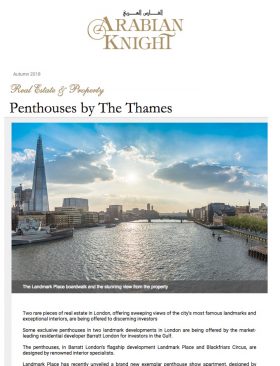 ARABIAN
KNIGHT
Autumn 2018
Real Estate & Property
Penthouses by The Thames
The Landmark Place boardwalk and the stunning view from the property
Two rare pieces of real estate in London, offering sweeping views of the city's most famous landmarks and
exceptional interiors, are being offered to discerning investors
Some exclusive penthouses in two landmark developments in London are being offered by the market-
leading residential developer Barratt London for investors in the Gulf.
The penthouses, in Barratt London's flagship development Landmark Place and Blackfriars Circus, are
designed by renowned interior specialists.
Landmark Place has recently unveiled a brand new exemplar penthouse show apartment, designed by